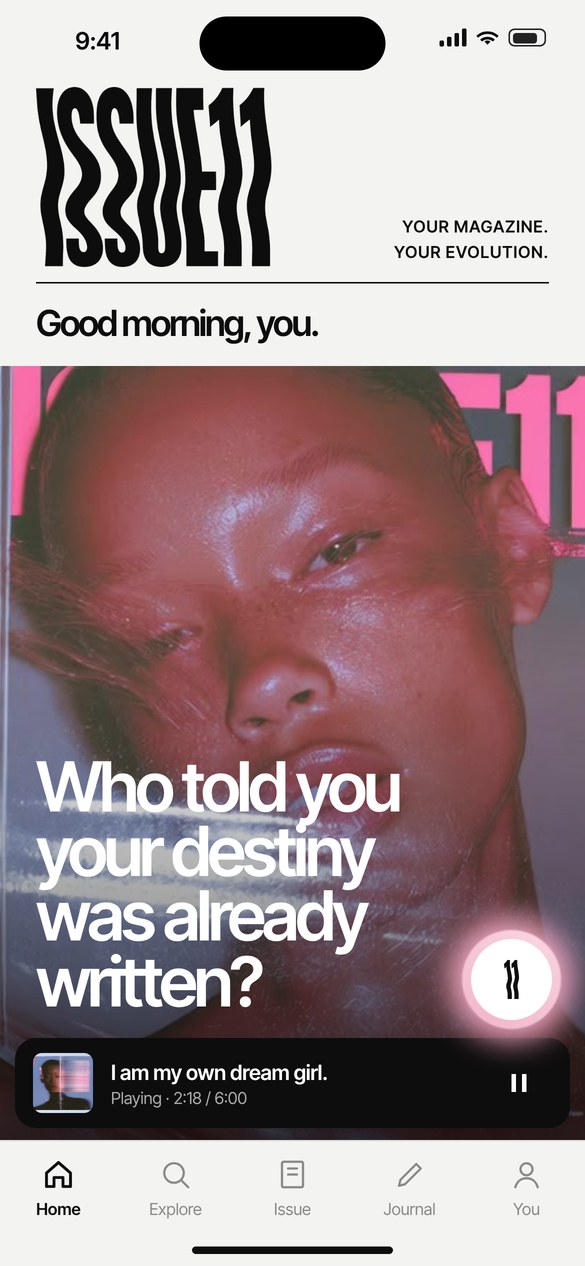 9:41
ISSUE11
YOUR MAGAZINE.
YOUR EVOLUTION.
Good morning, you.
E11
Who told you
your destiny
was already
written?
11
I am my own dream girl.
Playing · 2:18 / 6:00
Home
Explore
Issue
Journal
You